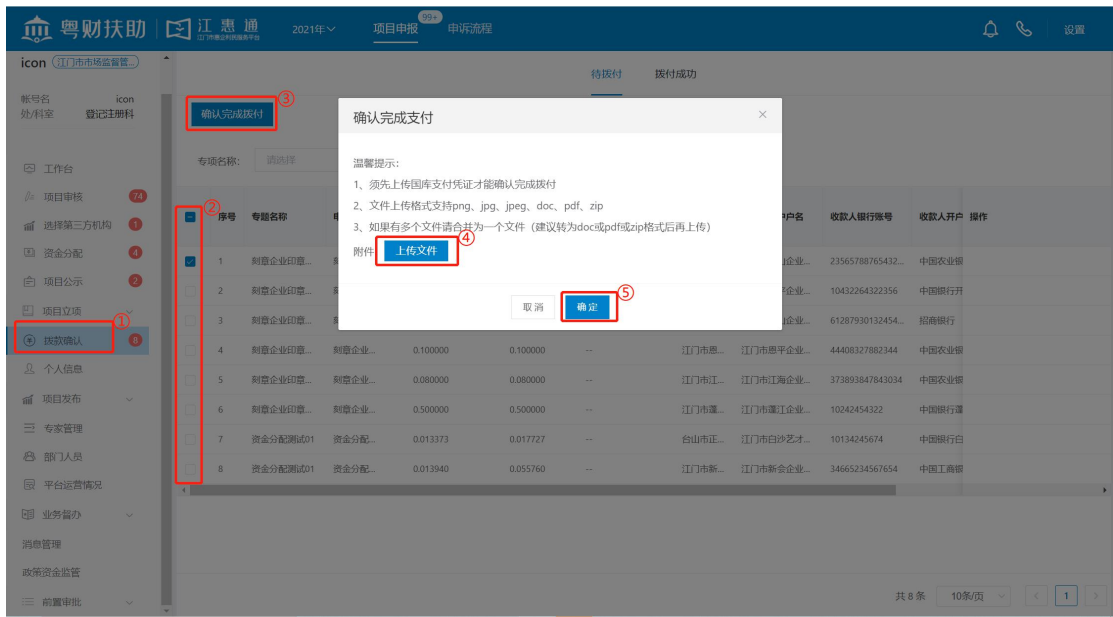 粤财扶助 江惠通 2021年 项目申报 99+ 申诉流程 设置
江门市惠企利民服务平台
icon 江门市市场监督管...
待拨付 拨付成功
帐号名 icon
处/科室 登记注册科
③
确认完成拨付
确认完成支付
温馨提示:
1、须先上传国库支付凭证才能确认完成拨付
2、文件上传格式支持png、jpg、jpeg、doc、pdf、zip
3、如果有多个文件请合并为一个文件（建议转为doc或pdf或zip格式后再上传）
④
附件 上传文件
⑤
取消 确定
专项名称: 请选择
工作台
项目审核 74
选择第三方机构 1
资金分配 4
项目公示 2
项目立项
①
拨款确认 8
个人信息
项目发布
专家管理
部门人员
平台运营情况
业务督办
消息管理
政策资金监管
前置审批
②
序号 专题名称 户名 收款人银行账号 收款人开户 操作
1 刻章企业印章... 企业... 23565788765432... 中国农业银
2 刻章企业印章... 企业... 10432264322356 中国银行开
3 刻章企业印章... 企业... 61287930132454... 招商银行
4 刻章企业印章... 刻章企业... 0.100000 0.100000 -- 江门市恩... 江门市恩平企业... 44408327882344 中国农业银
5 刻章企业印章... 刻章企业... 0.080000 0.080000 -- 江门市江... 江门市江海企业... 373893847843034 中国农业银
6 刻章企业印章... 刻章企业... 0.500000 0.500000 -- 江门市蓬... 江门市蓬江企业... 10242454322 中国银行蓬
7 资金分配测试01 资金分配... 0.013373 0.017727 -- 台山市正... 江门市白沙艺才... 10134245674 中国银行白
8 资金分配测试01 资金分配... 0.013940 0.055760 -- 江门市新... 江门市新会企业... 34665234567654 中国工商银
共 8 条 10条/页 1